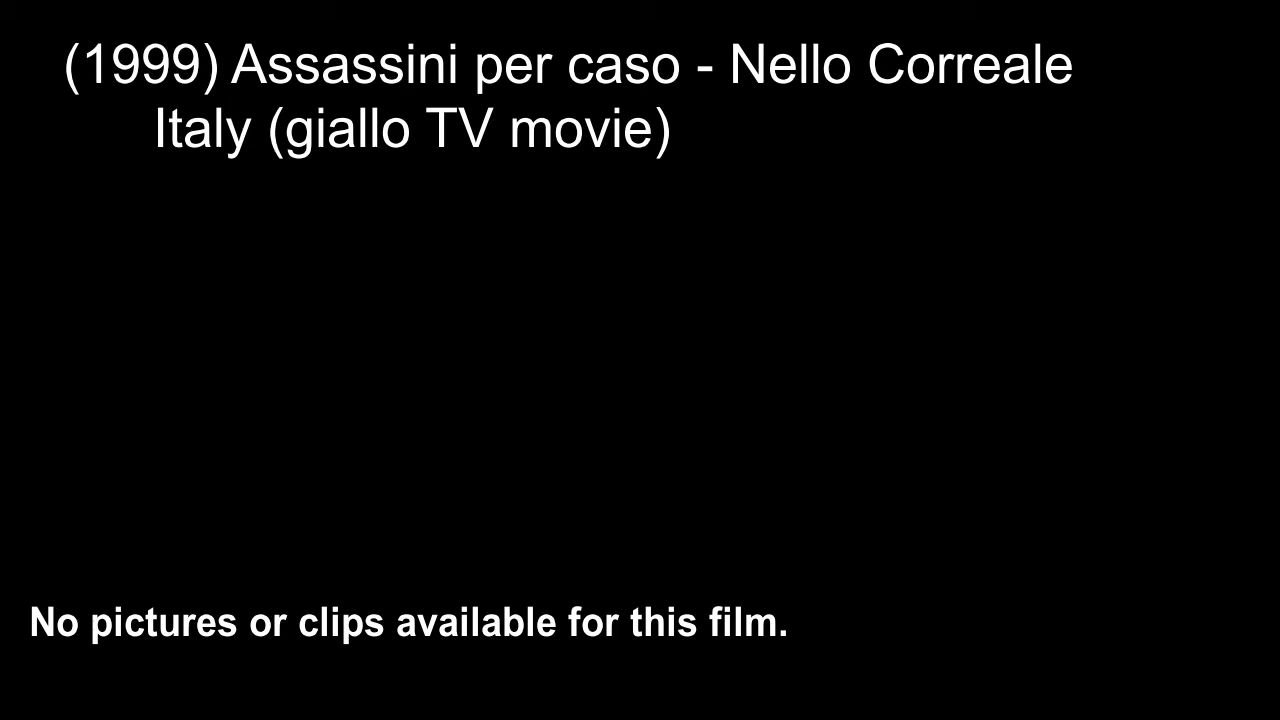 (1999) Assassini per caso - Nello Correale
Italy (giallo TV movie)
No pictures or clips available for this film.